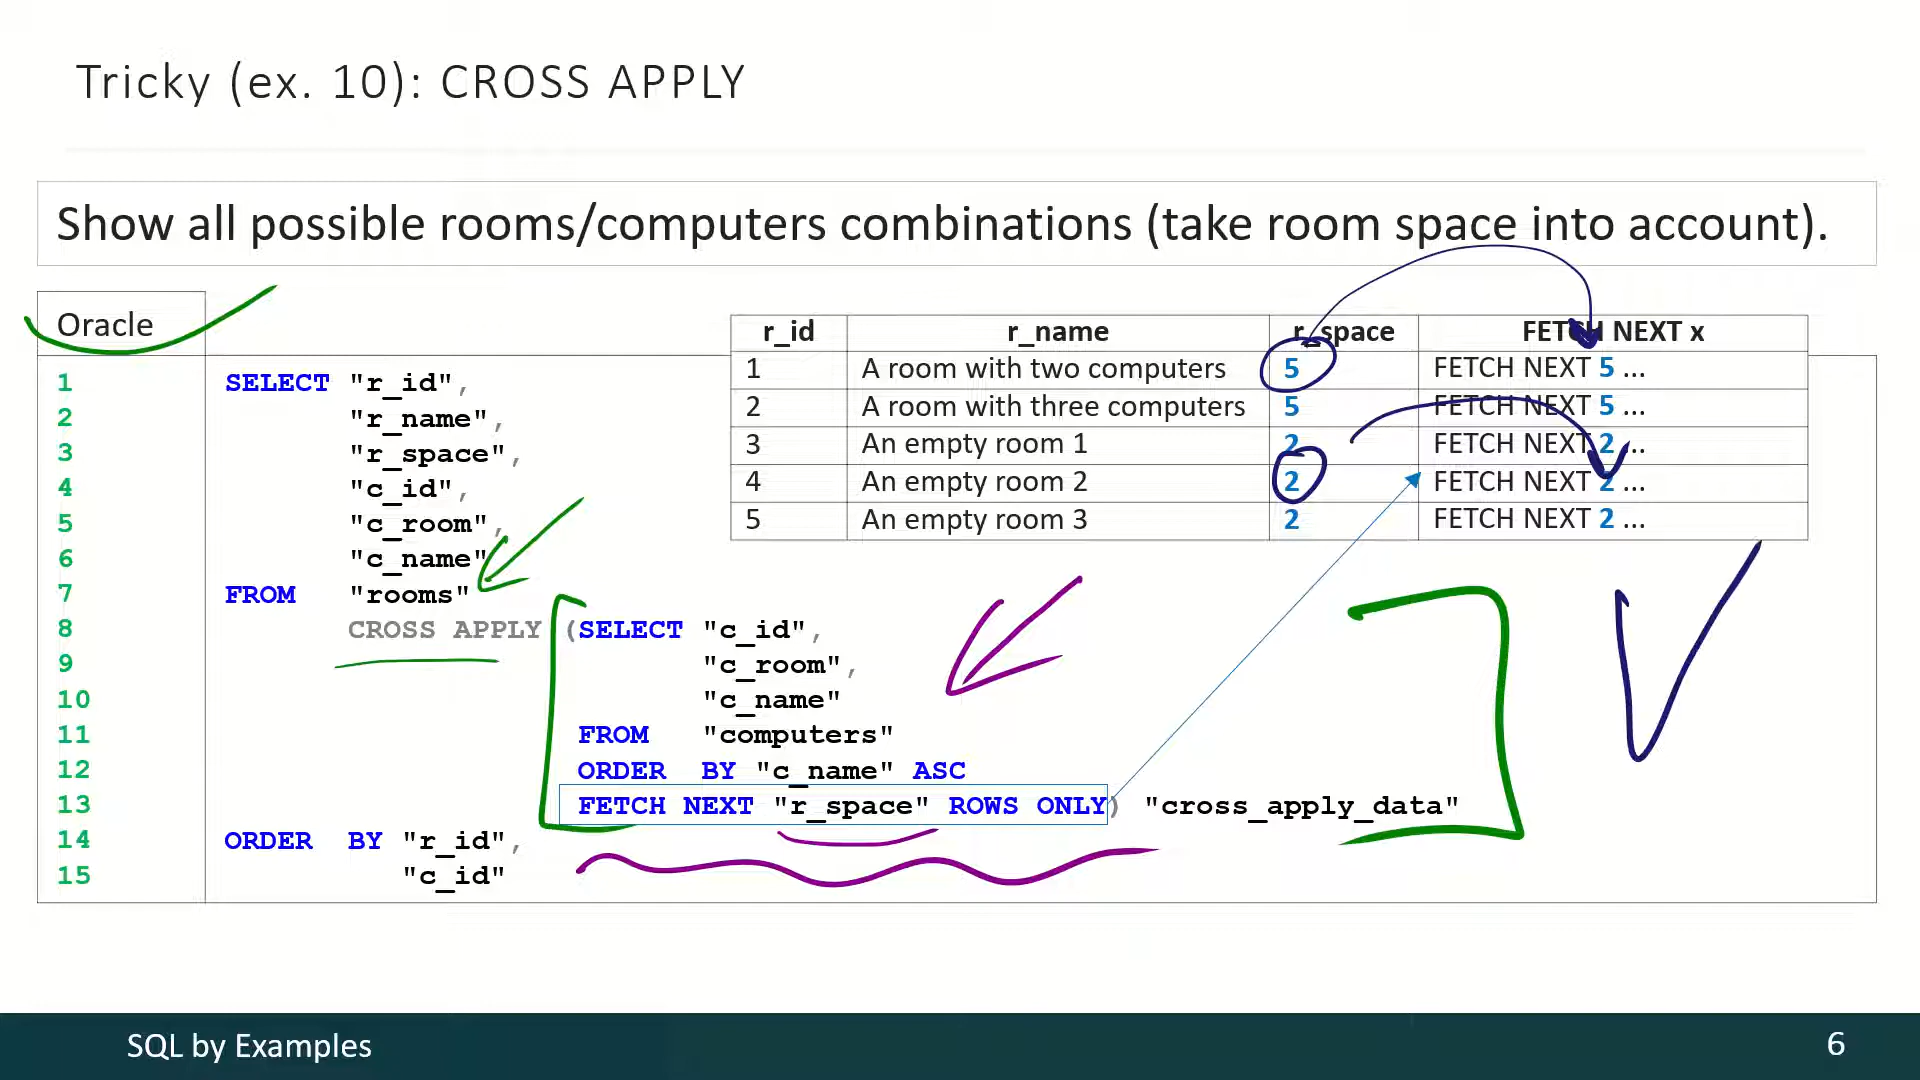 Tricky (ex. 10): CROSS APPLY
Show all possible rooms/computers combinations (take room space into account).
Oracle
r_id r_name r_space FETCH NEXT x
1 A room with two computers 5 FETCH NEXT 5 ...
2 A room with three computers 5 FETCH NEXT 5 ...
3 An empty room 1 2 FETCH NEXT 2 ...
4 An empty room 2 2 FETCH NEXT 2 ...
5 An empty room 3 2 FETCH NEXT 2 ...
1 SELECT "r_id",
2 "r_name",
3 "r_space",
4 "c_id",
5 "c_room",
6 "c_name"
7 FROM "rooms"
8 CROSS APPLY (SELECT "c_id",
9 "c_room",
10 "c_name"
11 FROM "computers"
12 ORDER BY "c_name" ASC
13 FETCH NEXT "r_space" ROWS ONLY) "cross_apply_data"
14 ORDER BY "r_id",
15 "c_id"
SQL by Examples
6